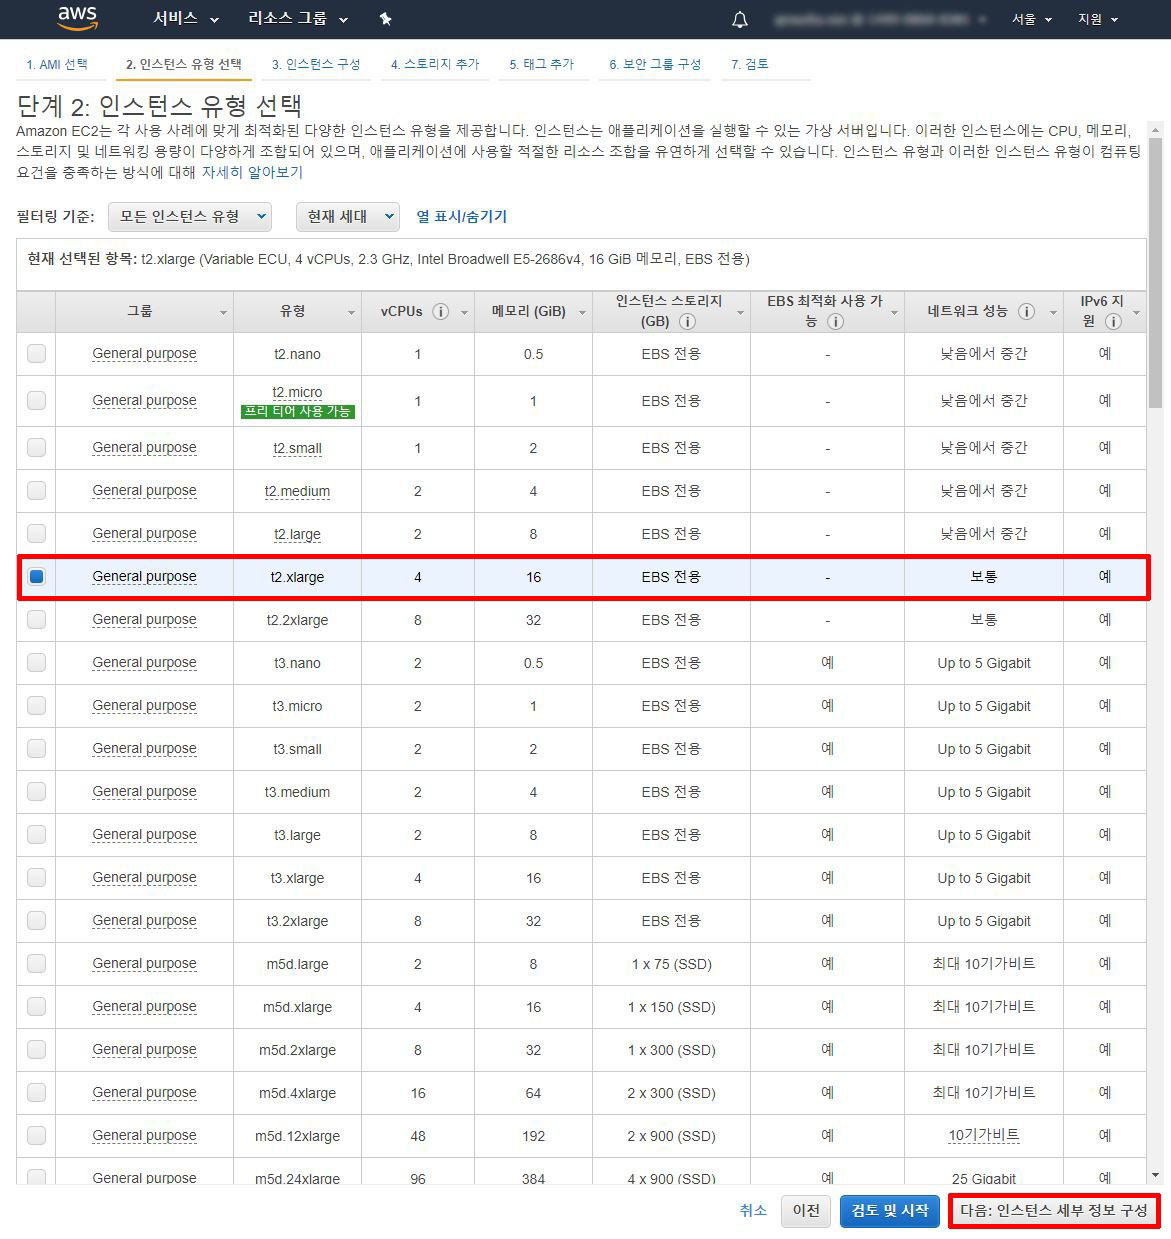 aws 서비스 리소스 그룹 서울 지원
1. AMI 선택 2. 인스턴스 유형 선택 3. 인스턴스 구성 4. 스토리지 추가 5. 태그 추가 6. 보안 그룹 구성 7. 검토
단계 2: 인스턴스 유형 선택
Amazon EC2는 각 사용 사례에 맞게 최적화된 다양한 인스턴스 유형을 제공합니다. 인스턴스는 애플리케이션을 실행할 수 있는 가상 서버입니다. 이러한 인스턴스에는 CPU, 메모리,
스토리지 및 네트워킹 용량이 다양하게 조합되어 있으며, 애플리케이션에 사용할 적절한 리소스 조합을 유연하게 선택할 수 있습니다. 인스턴스 유형과 이러한 인스턴스 유형이 컴퓨팅
요건을 충족하는 방식에 대해 자세히 알아보기
필터링 기준: 모든 인스턴스 유형 현재 세대 열 표시/숨기기
현재 선택된 항목: t2.xlarge (Variable ECU, 4 vCPUs, 2.3 GHz, Intel Broadwell E5-2686v4, 16 GiB 메모리, EBS 전용)
그룹 유형 vCPUs i 메모리 (GiB) 인스턴스 스토리지 (GB) i EBS 최적화 사용 가능 i 네트워크 성능 i IPv6 지원 i
General purpose t2.nano 1 0.5 EBS 전용 - 낮음에서 중간 예
General purpose t2.micro 프리 티어 사용 가능 1 1 EBS 전용 - 낮음에서 중간 예
General purpose t2.small 1 2 EBS 전용 - 낮음에서 중간 예
General purpose t2.medium 2 4 EBS 전용 - 낮음에서 중간 예
General purpose t2.large 2 8 EBS 전용 - 낮음에서 중간 예
General purpose t2.xlarge 4 16 EBS 전용 - 보통 예
General purpose t2.2xlarge 8 32 EBS 전용 - 보통 예
General purpose t3.nano 2 0.5 EBS 전용 예 Up to 5 Gigabit 예
General purpose t3.micro 2 1 EBS 전용 예 Up to 5 Gigabit 예
General purpose t3.small 2 2 EBS 전용 예 Up to 5 Gigabit 예
General purpose t3.medium 2 4 EBS 전용 예 Up to 5 Gigabit 예
General purpose t3.large 2 8 EBS 전용 예 Up to 5 Gigabit 예
General purpose t3.xlarge 4 16 EBS 전용 예 Up to 5 Gigabit 예
General purpose t3.2xlarge 8 32 EBS 전용 예 Up to 5 Gigabit 예
General purpose m5d.large 2 8 1 x 75 (SSD) 예 최대 10기가비트 예
General purpose m5d.xlarge 4 16 1 x 150 (SSD) 예 최대 10기가비트 예
General purpose m5d.2xlarge 8 32 1 x 300 (SSD) 예 최대 10기가비트 예
General purpose m5d.4xlarge 16 64 2 x 300 (SSD) 예 최대 10기가비트 예
General purpose m5d.12xlarge 48 192 2 x 900 (SSD) 예 10기가비트 예
General purpose m5d.24xlarge 96 384 4 x 900 (SSD) 예 25 Gigabit 예
취소 이전 검토 및 시작 다음: 인스턴스 세부 정보 구성